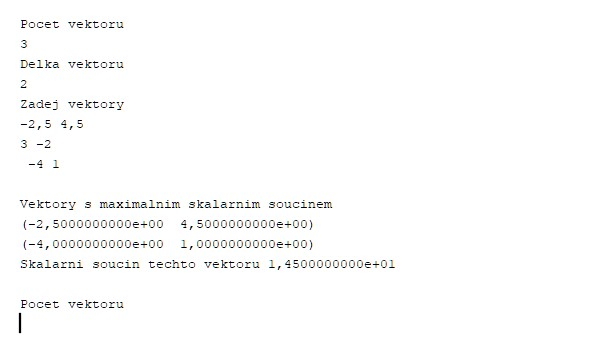 Pocet vektoru
3
Delka vektoru
2
Zadej vektory
-2,5 4,5
3 -2
-4 1
Vektory s maximalnim skalarnim soucinem
(-2,5000000000e+00  4,5000000000e+00)
(-4,0000000000e+00  1,0000000000e+00)
Skalarni soucin techto vektoru 1,4500000000e+01
Pocet vektoru